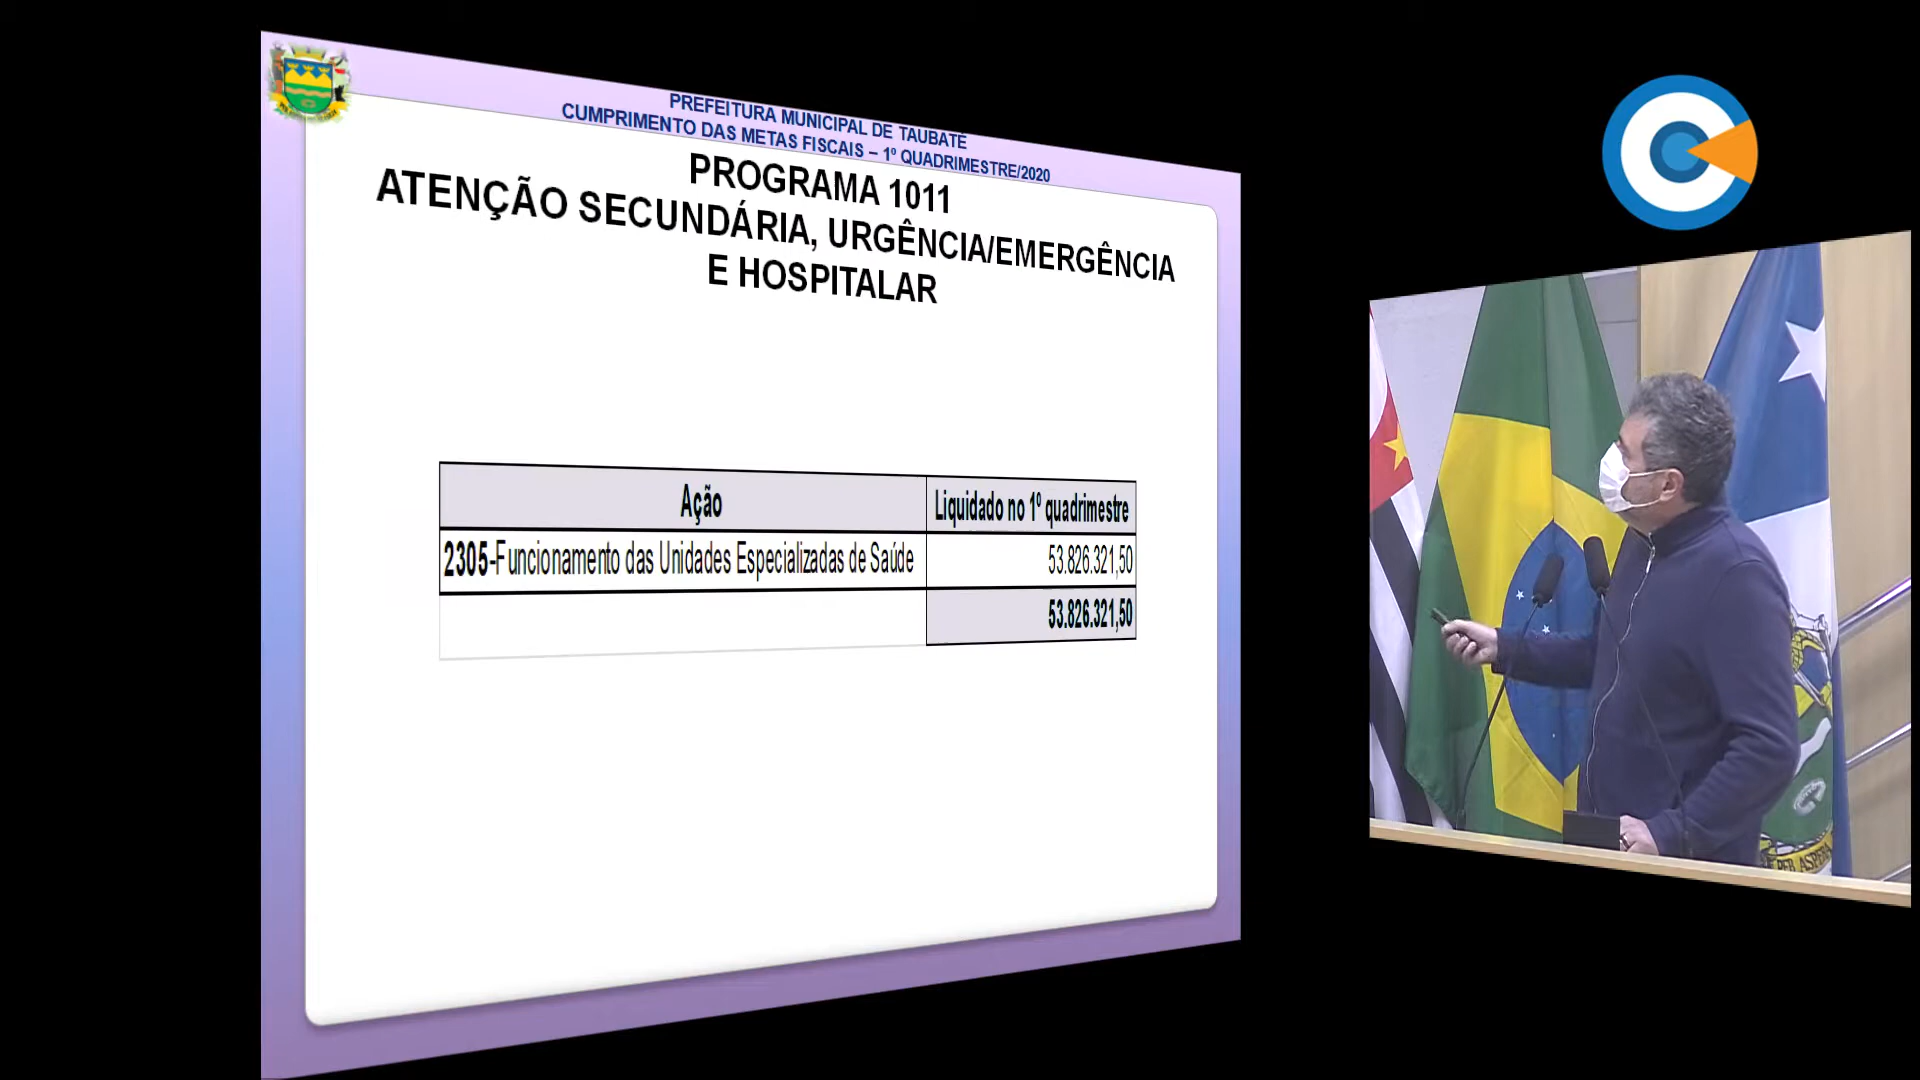 PREFEITURA MUNICIPAL DE TAUBATÉ
CUMPRIMENTO DAS METAS FISCAIS – 1º QUADRIMESTRE/2020
PROGRAMA 1011
ATENÇÃO SECUNDÁRIA, URGÊNCIA/EMERGÊNCIA
E HOSPITALAR
Ação Liquidado no 1º quadrimestre
2305-Funcionamento das Unidades Especializadas de Saúde 53.826.321,50
53.826.321,50
PER ASPERA